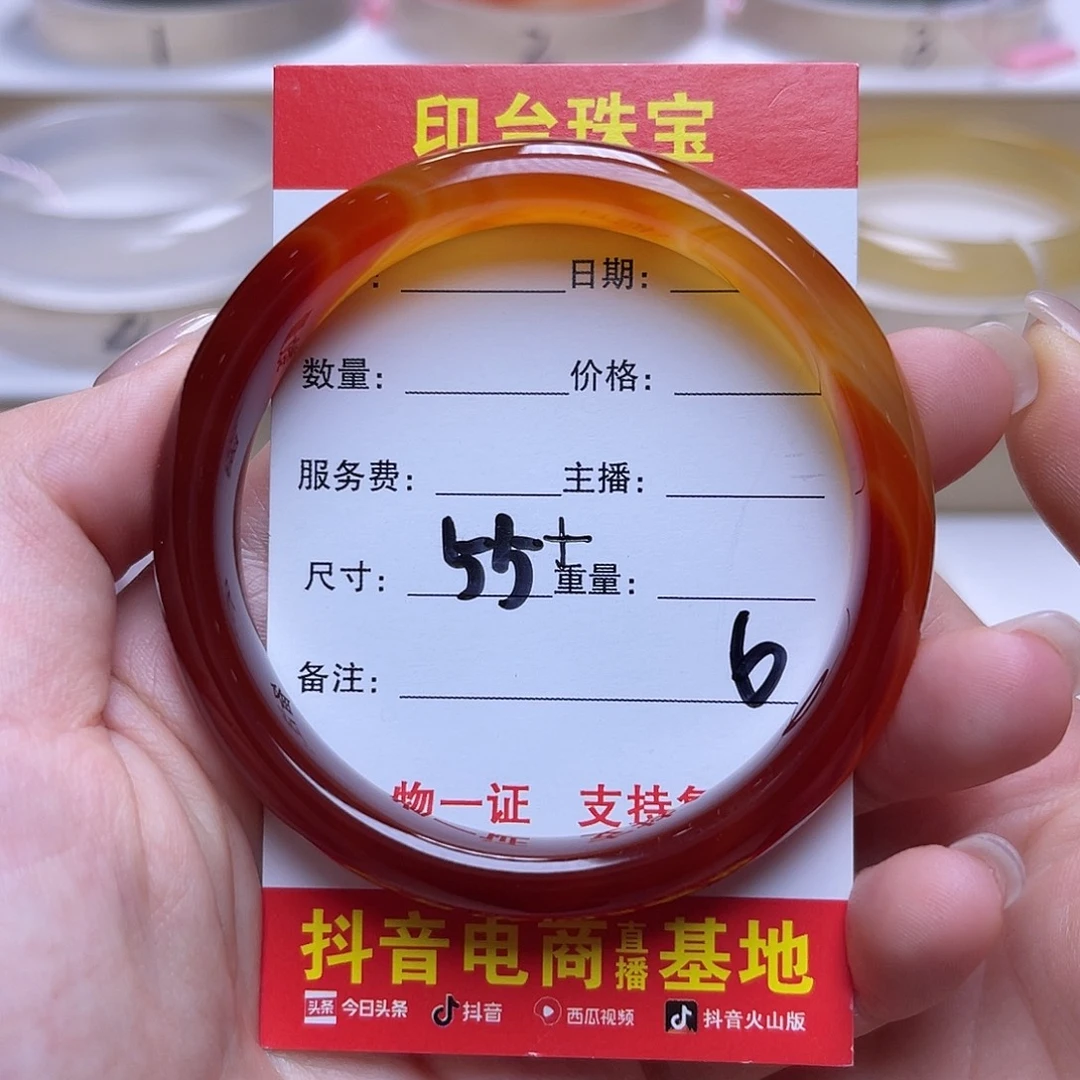 印台珠宝
: 日期:
数量: 价格:
服务费: 主播:
尺寸: 55+ 重量:
6
备注:
物一证 支持
抖音电商直播基地
头条 今日头条 抖音 西瓜视频 抖音火山版